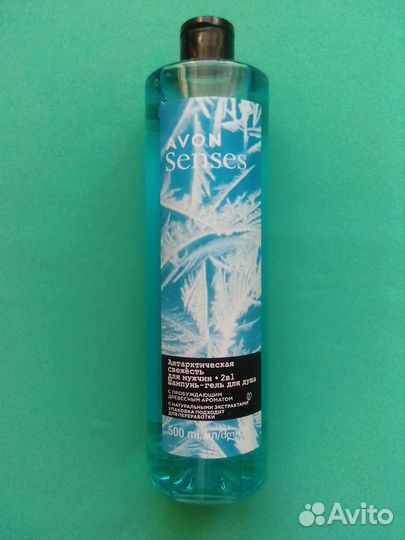 AVON
Senses
Антарктическая
свежесть
для мужчин • 2в1
Шампунь-гель для душа
С ПРОБУЖДАЮЩИМ
ДРЕВЕСНЫМ АРОМАТОМ
С НАТУРАЛЬНЫМИ ЭКСТРАКТАМИ
УПАКОВКА ПОДХОДИТ
ДЛЯ ПЕРЕРАБОТКИ
500 ml/мл/
Avito